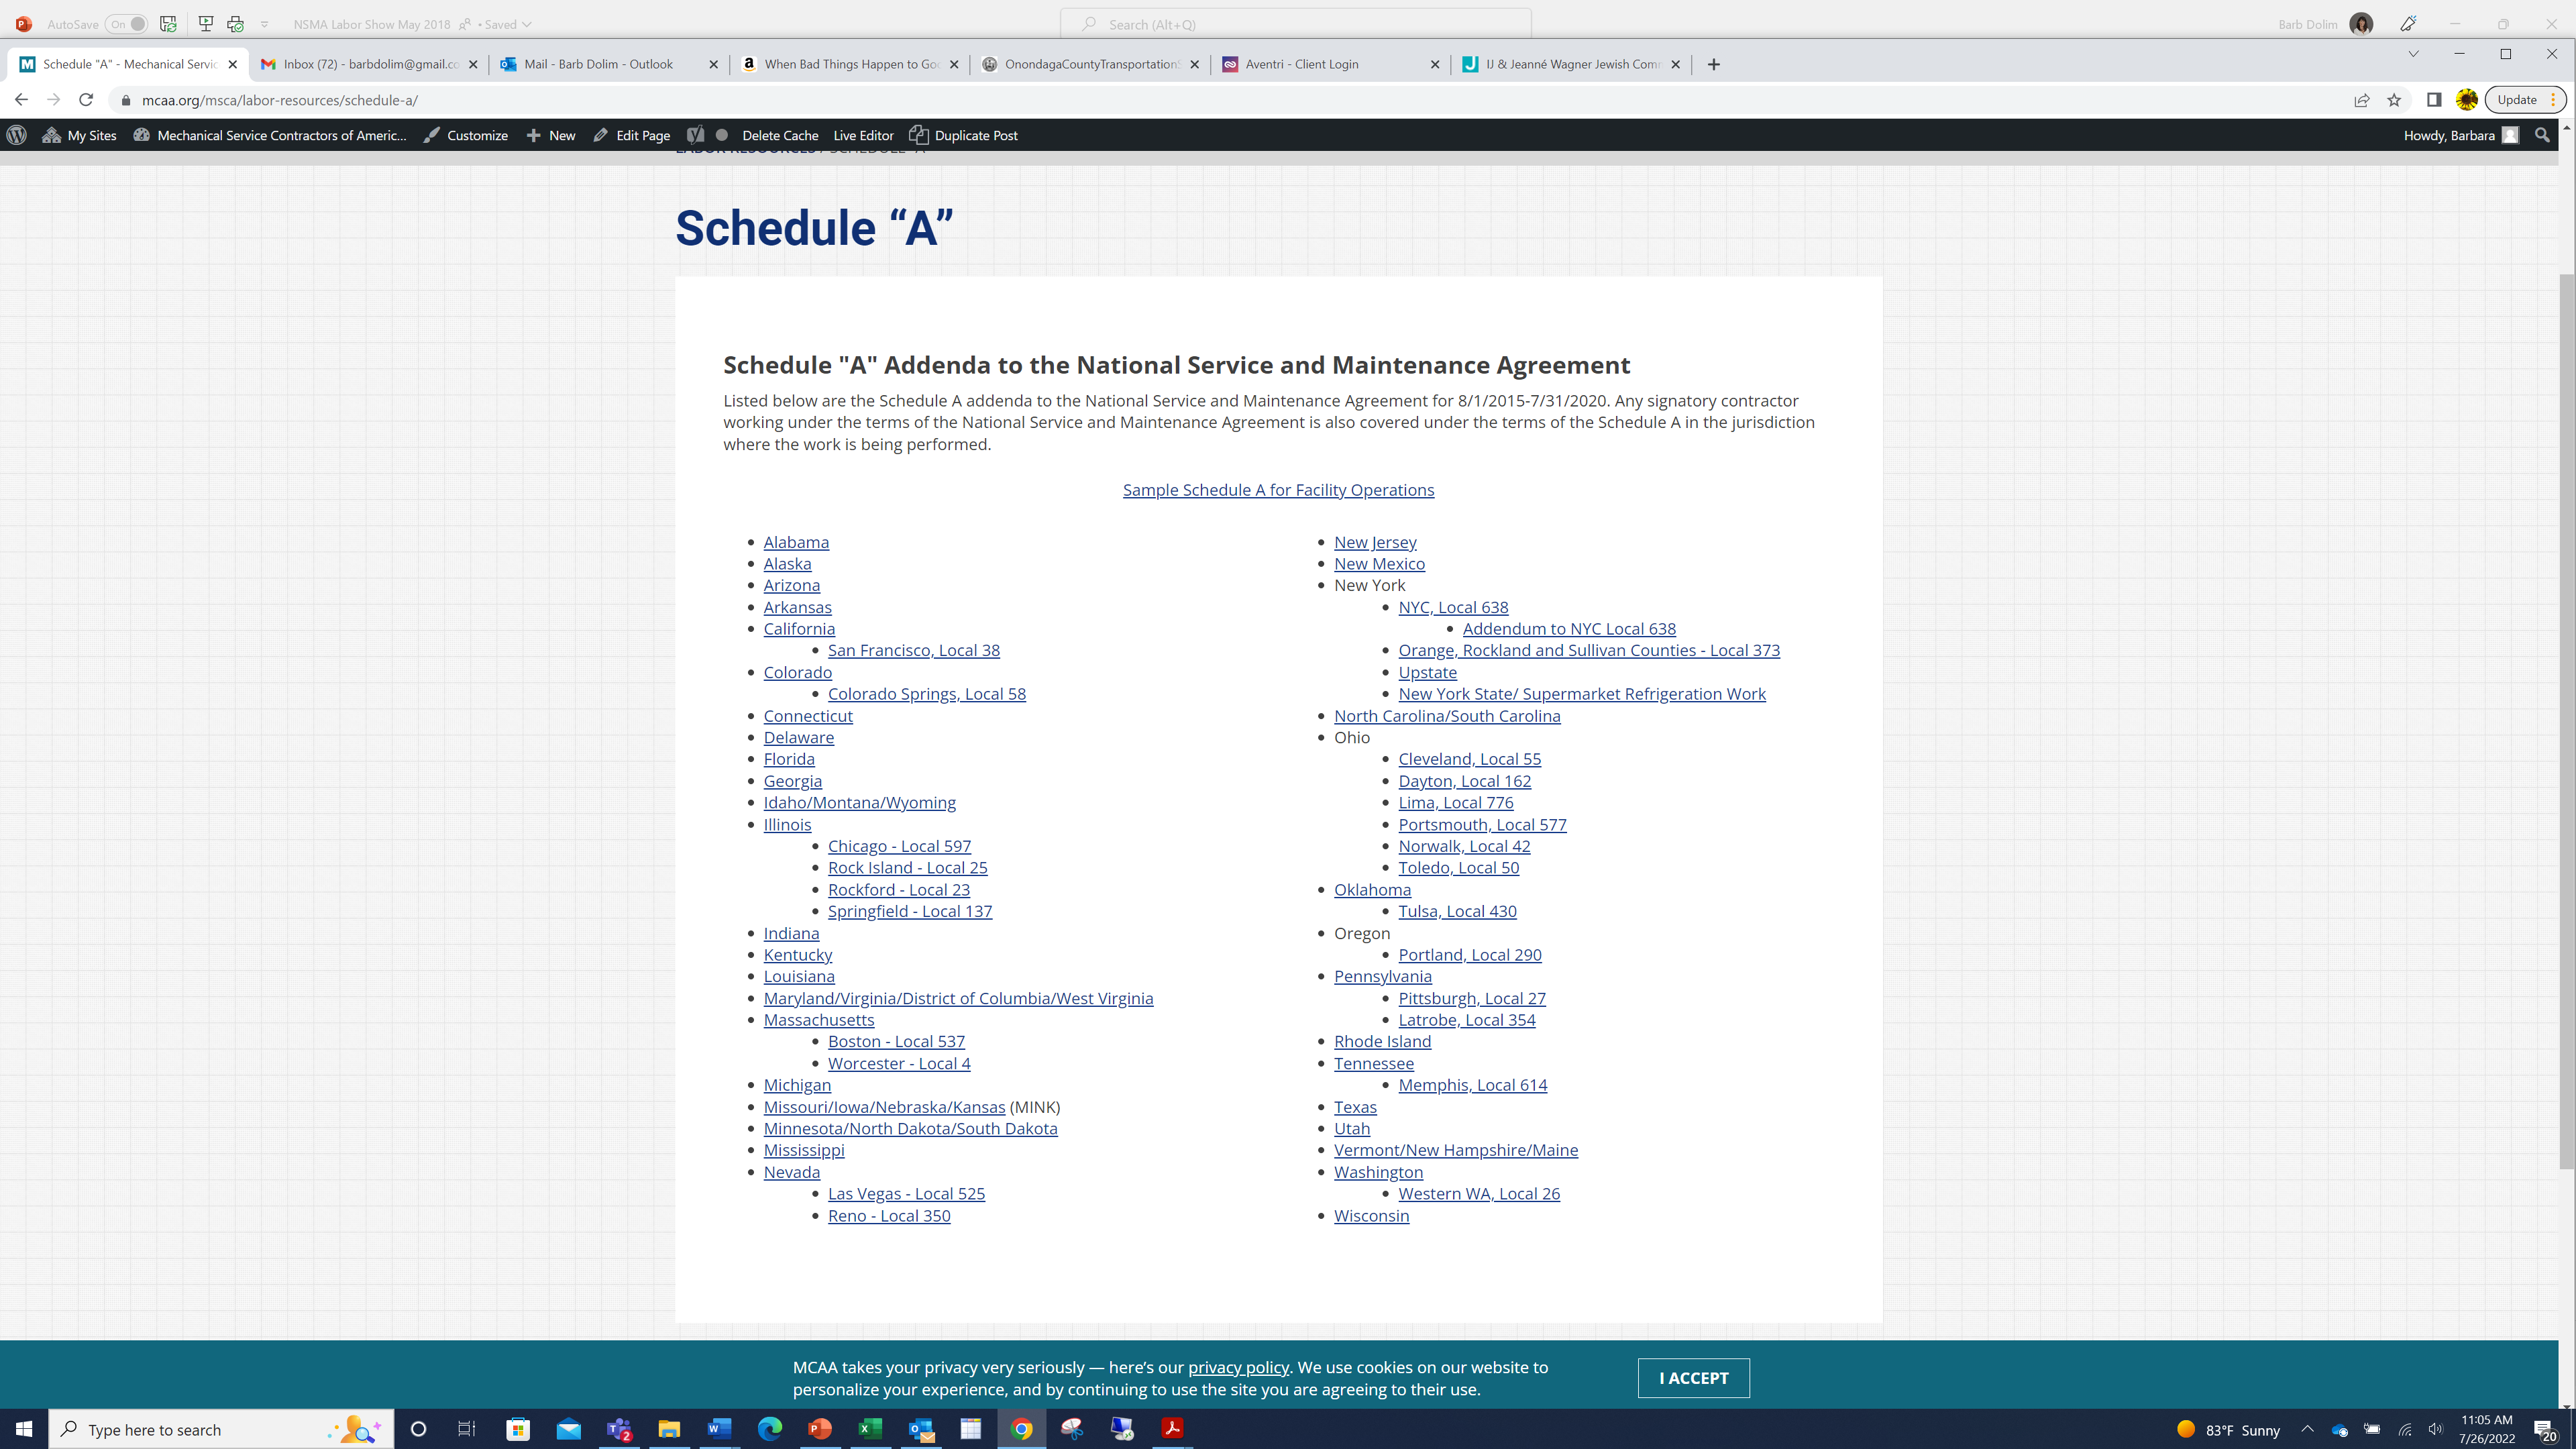 AutoSave On NSMA Labor Show May 2018 • Saved Search (Alt+Q) Barb Dolim
Schedule "A" - Mechanical Servic Inbox (72) - barbdolim@gmail.co Mail - Barb Dolim - Outlook When Bad Things Happen to Goo OnondagaCountyTransportationS Aventri - Client Login IJ & Jeanné Wagner Jewish Comm
mcaa.org/msca/labor-resources/schedule-a/ Update
My Sites Mechanical Service Contractors of Americ... Customize New Edit Page Delete Cache Live Editor Duplicate Post Howdy, Barbara
LABOR RESOURCES / SCHEDULE "A"
Schedule “A”
Schedule "A" Addenda to the National Service and Maintenance Agreement
Listed below are the Schedule A addenda to the National Service and Maintenance Agreement for 8/1/2015-7/31/2020. Any signatory contractor
working under the terms of the National Service and Maintenance Agreement is also covered under the terms of the Schedule A in the jurisdiction
where the work is being performed.
Sample Schedule A for Facility Operations
Alabama
Alaska
Arizona
Arkansas
California
San Francisco, Local 38
Colorado
Colorado Springs, Local 58
Connecticut
Delaware
Florida
Georgia
Idaho/Montana/Wyoming
Illinois
Chicago - Local 597
Rock Island - Local 25
Rockford - Local 23
Springfield - Local 137
Indiana
Kentucky
Louisiana
Maryland/Virginia/District of Columbia/West Virginia
Massachusetts
Boston - Local 537
Worcester - Local 4
Michigan
Missouri/Iowa/Nebraska/Kansas (MINK)
Minnesota/North Dakota/South Dakota
Mississippi
Nevada
Las Vegas - Local 525
Reno - Local 350
New Jersey
New Mexico
New York
NYC, Local 638
Addendum to NYC Local 638
Orange, Rockland and Sullivan Counties - Local 373
Upstate
New York State/ Supermarket Refrigeration Work
North Carolina/South Carolina
Ohio
Cleveland, Local 55
Dayton, Local 162
Lima, Local 776
Portsmouth, Local 577
Norwalk, Local 42
Toledo, Local 50
Oklahoma
Tulsa, Local 430
Oregon
Portland, Local 290
Pennsylvania
Pittsburgh, Local 27
Latrobe, Local 354
Rhode Island
Tennessee
Memphis, Local 614
Texas
Utah
Vermont/New Hampshire/Maine
Washington
Western WA, Local 26
Wisconsin
MCAA takes your privacy very seriously — here’s our privacy policy. We use cookies on our website to
personalize your experience, and by continuing to use the site you are agreeing to their use.
I ACCEPT
Type here to search 2 83°F Sunny 11:05 AM
7/26/2022 20